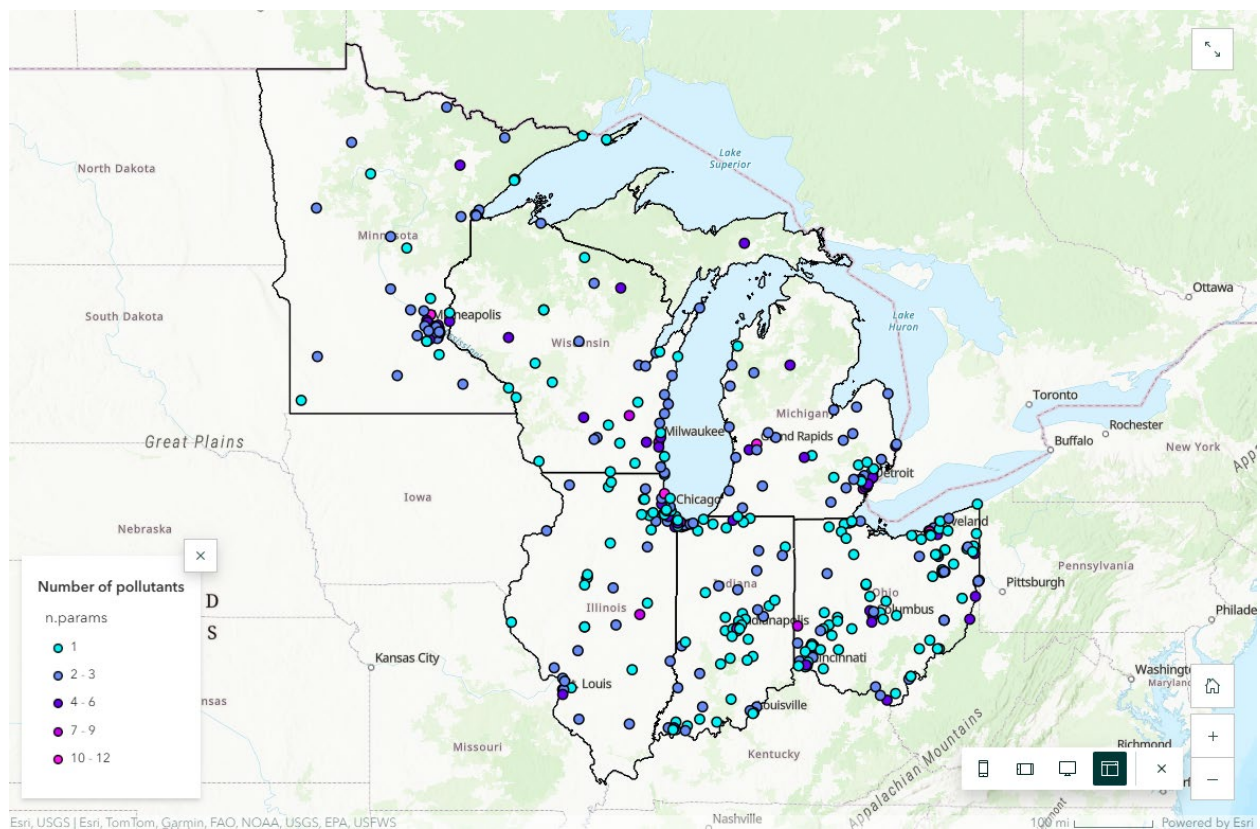 Lake
Superior
North Dakota
Minnesota
Ottawa
South Dakota
Minneapolis
Lake
Huron
Wisconsin
Toronto
Michigan
Rochester
Great Plains
Milwaukee
Grand Rapids
Buffalo
New York
Detroit
Iowa
Chicago
Nebraska
Cleveland
Pennsylvania
Pittsburgh
Indiana
Ohio
Illinois
Columbus
Philade
Indianapolis
Kansas City
Cincinnati
Washingt
Maryland
Louis
nsas
Louisville
Missouri
Kentucky
Richmond
Appalachian Mountains
Nashville
Number of pollutants
n.params
1
2 - 3
4 - 6
7 - 9
10 - 12
D
S
+
−
100 mi
Esri, USGS | Esri, TomTom, Garmin, FAO, NOAA, USGS, EPA, USFWS
Powered by Esri